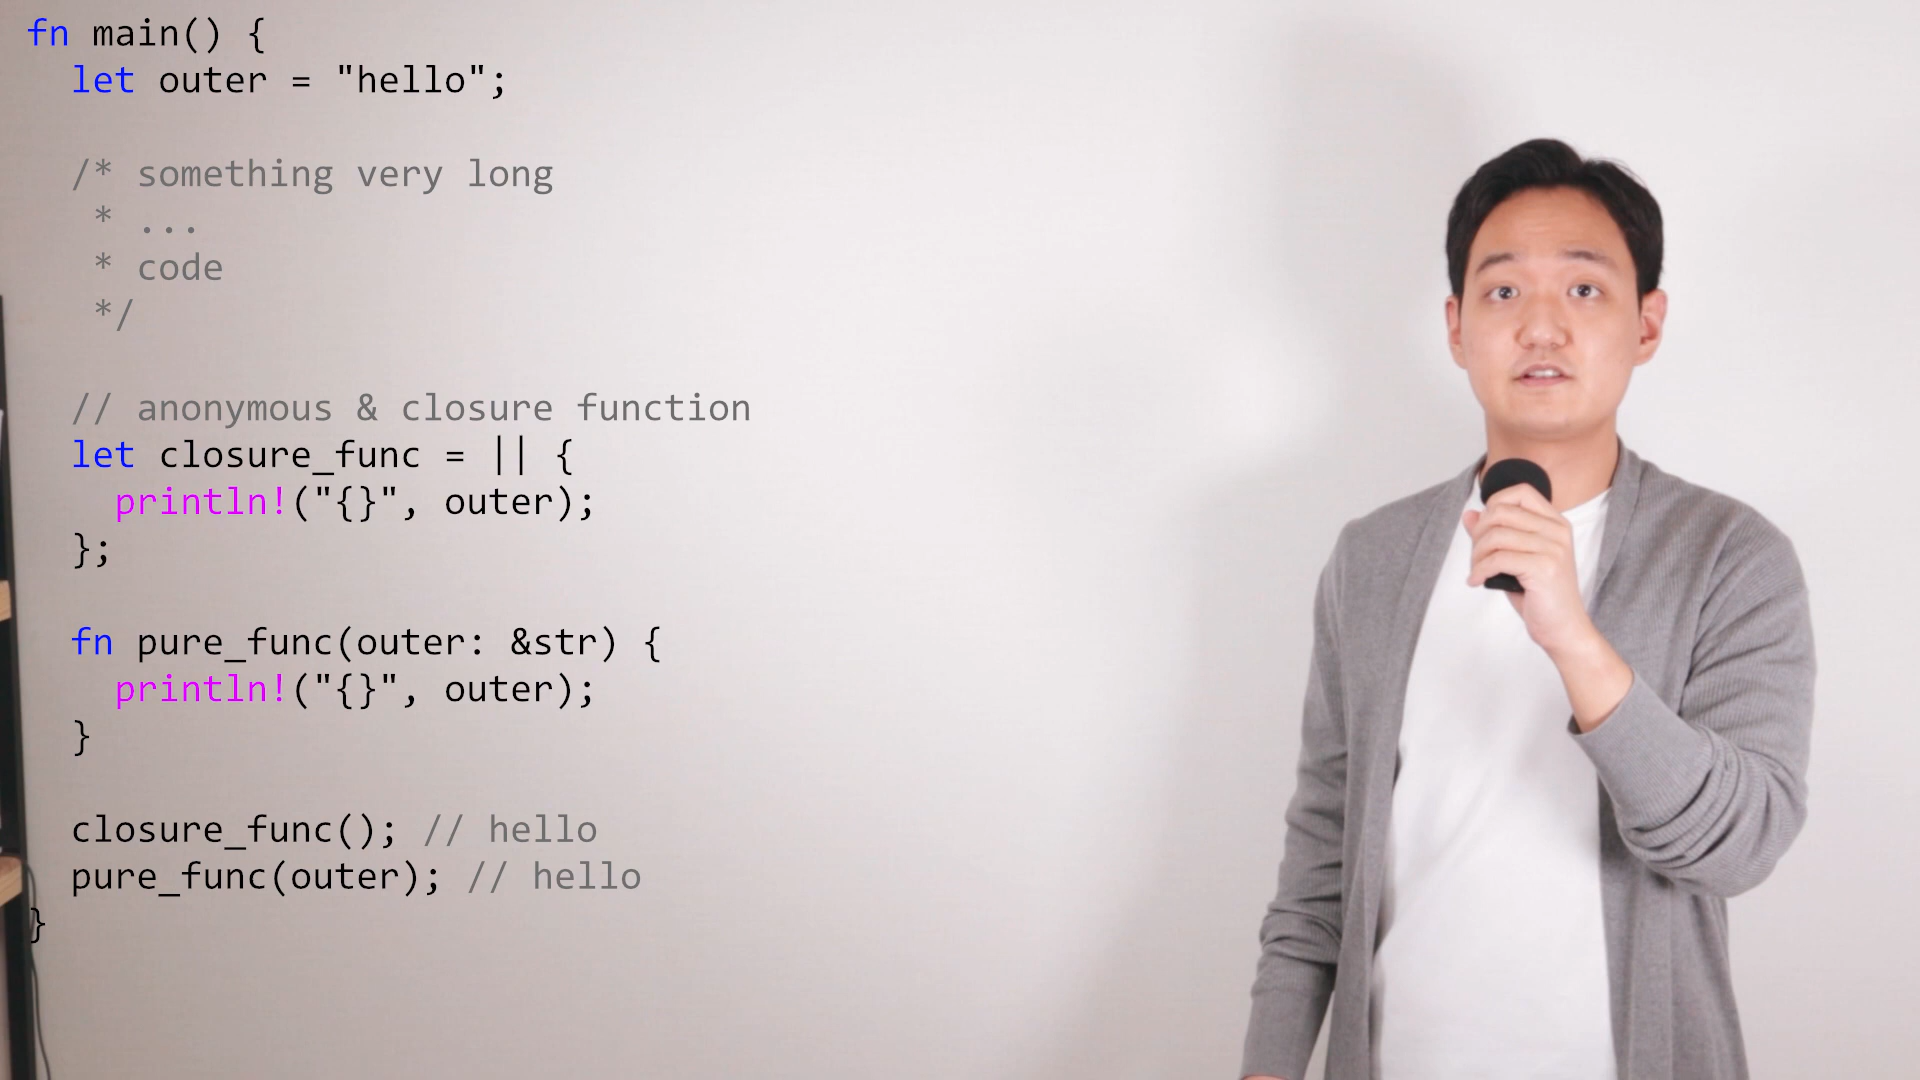 fn main() {
  let outer = "hello";

  /* something very long
   * ...
   * code
   */

  // anonymous & closure function
  let closure_func = || {
    println!("{}", outer);
  };

  fn pure_func(outer: &str) {
    println!("{}", outer);
  }

  closure_func(); // hello
  pure_func(outer); // hello
}